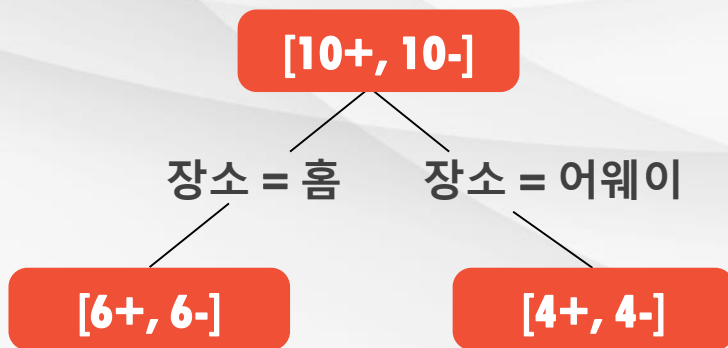 [10+, 10-]
장소 = 홈 장소 = 어웨이
[6+, 6-] [4+, 4-]